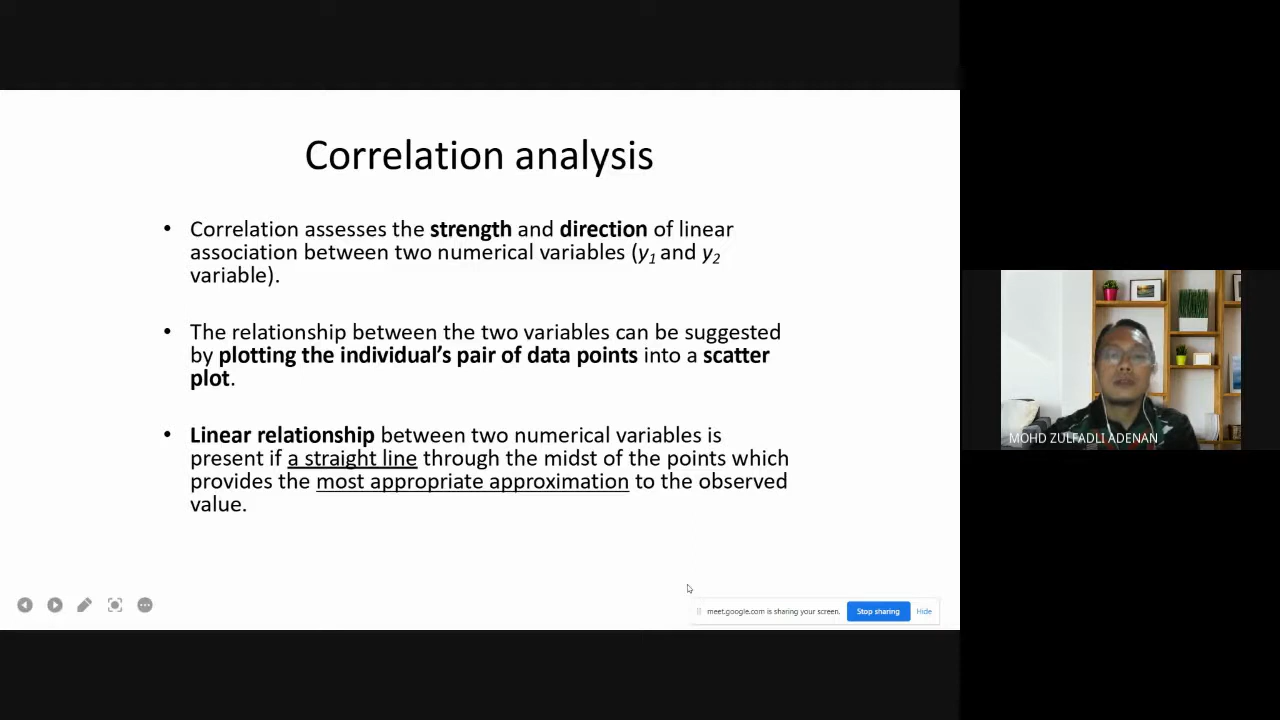 Correlation analysis
• Correlation assesses the strength and direction of linear
association between two numerical variables (y1 and y2
variable).
• The relationship between the two variables can be suggested
by plotting the individual’s pair of data points into a scatter
plot.
• Linear relationship between two numerical variables is
present if a straight line through the midst of the points which
provides the most appropriate approximation to the observed
value.
meet.google.com is sharing your screen. Stop sharing Hide
MOHD ZULFADLI ADENAN